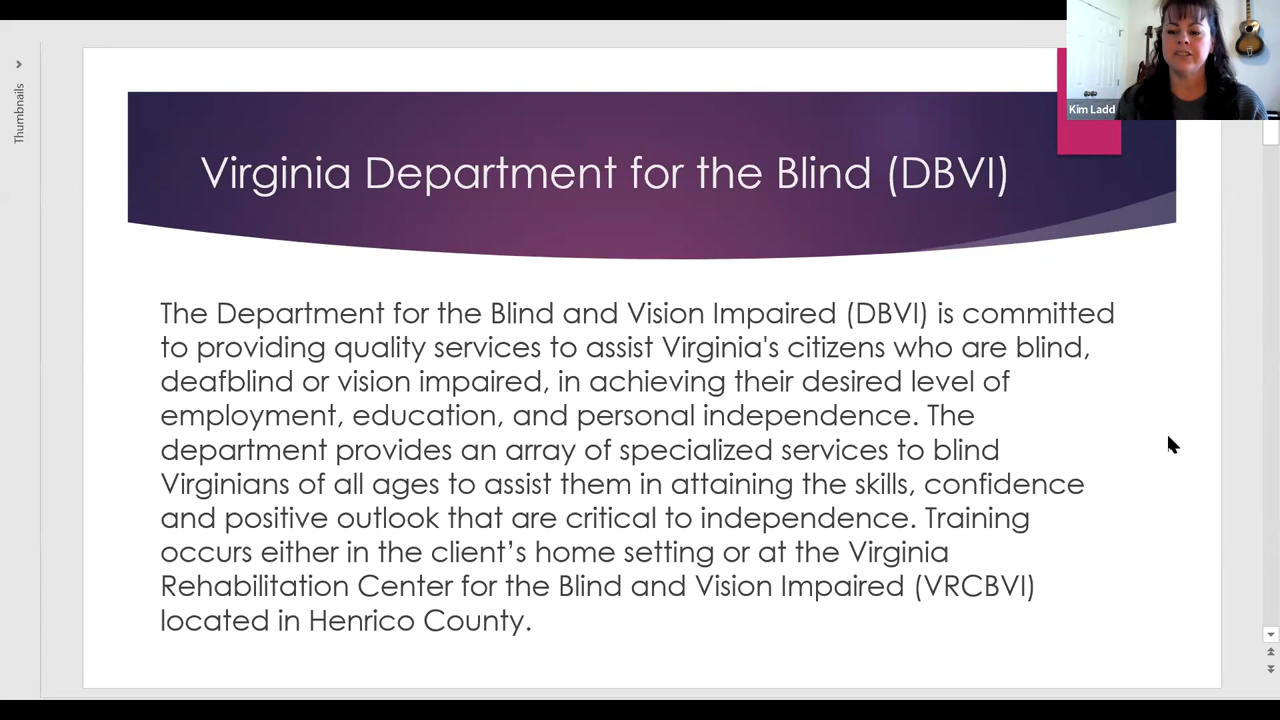 Thumbnails
Kim Ladd
Virginia Department for the Blind (DBVI)
The Department for the Blind and Vision Impaired (DBVI) is committed
to providing quality services to assist Virginia's citizens who are blind,
deafblind or vision impaired, in achieving their desired level of
employment, education, and personal independence. The
department provides an array of specialized services to blind
Virginians of all ages to assist them in attaining the skills, confidence
and positive outlook that are critical to independence. Training
occurs either in the client’s home setting or at the Virginia
Rehabilitation Center for the Blind and Vision Impaired (VRCBVI)
located in Henrico County.